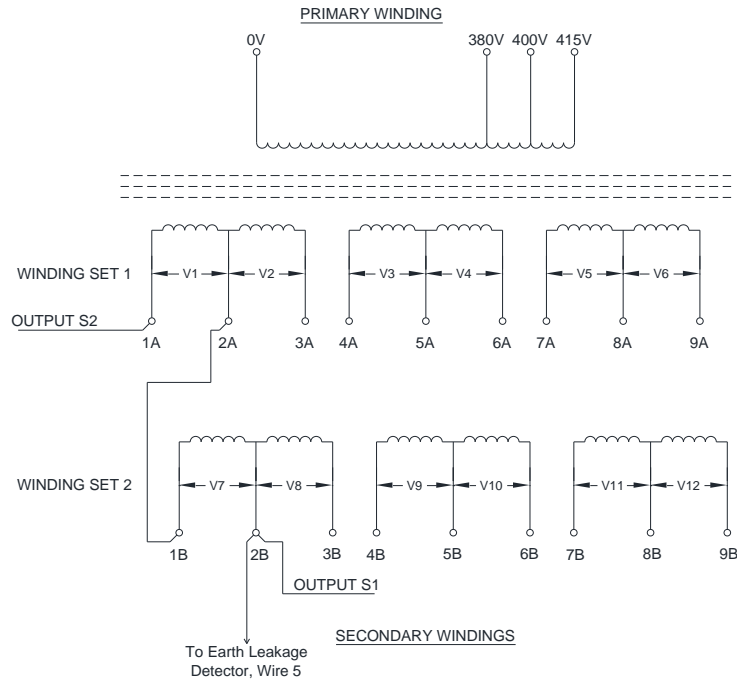 PRIMARY WINDING
0V 380V 400V 415V
WINDING SET 1 V1 V2 V3 V4 V5 V6
OUTPUT S2
1A 2A 3A 4A 5A 6A 7A 8A 9A
WINDING SET 2 V7 V8 V9 V10 V11 V12
1B 2B 3B 4B 5B 6B 7B 8B 9B
OUTPUT S1
SECONDARY WINDINGS
To Earth Leakage
Detector, Wire 5